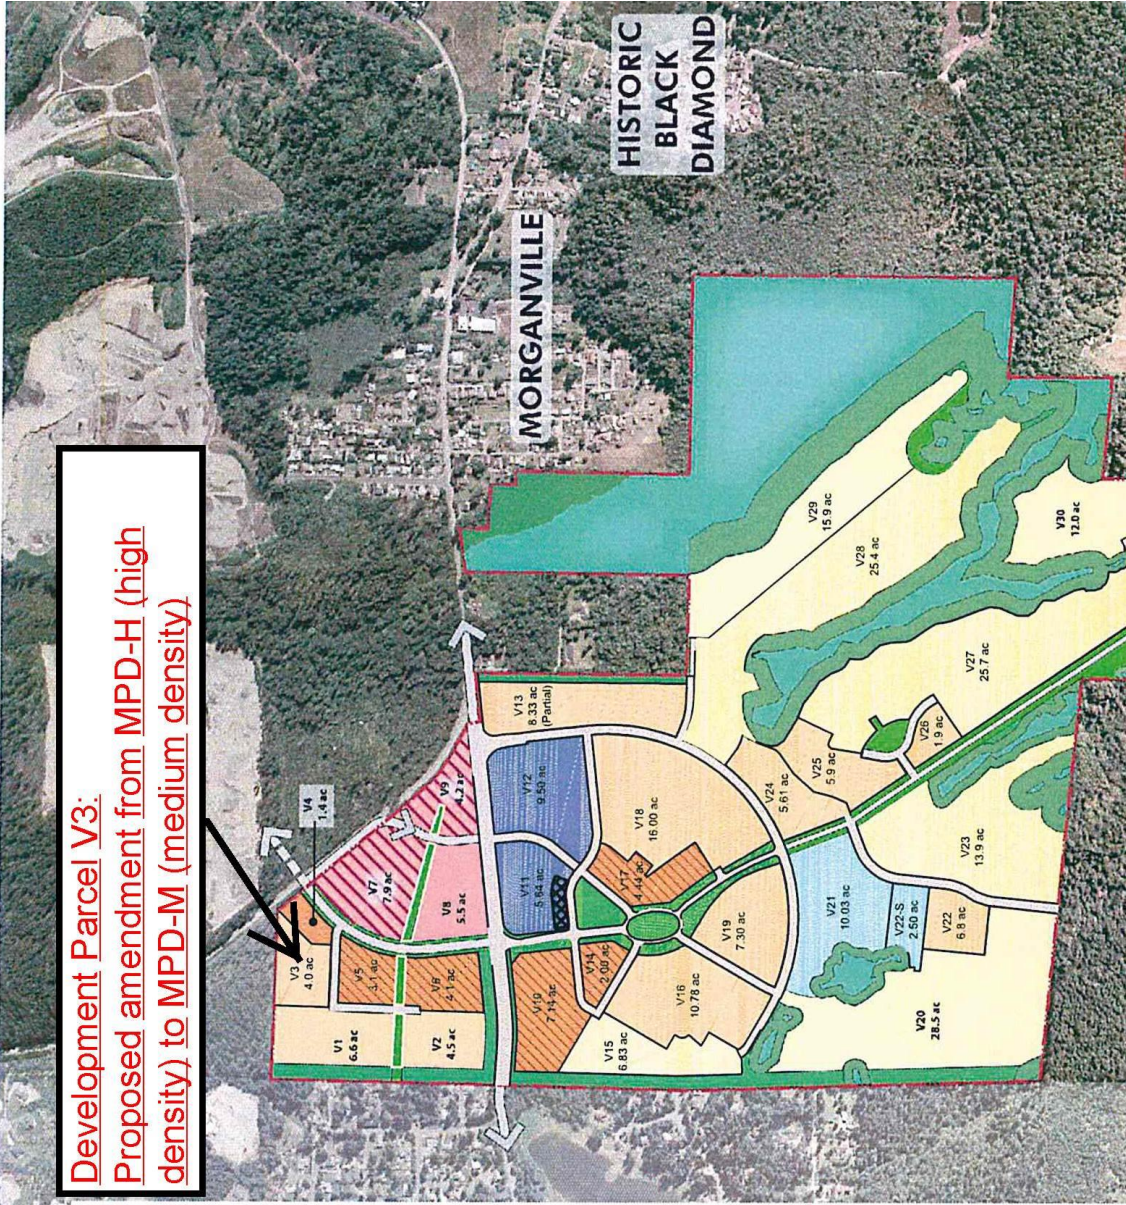 Development Parcel V3:
Proposed amendment from MPD-H (high
density) to MPD-M (medium density)
HISTORIC
BLACK
DIAMOND
MORGANVILLE
V4
1.4 ac
V3
4.0 ac
V5
3.1 ac
V6
4.1 ac
V1
6.6 ac
V2
4.5 ac
V7
7.9 ac
V9
4.2 ac
V8
5.5 ac
V13
8.33 ac
(Partial)
V12
9.50 ac
V11
5.64 ac
V10
7.14 ac
V14
2.00 ac
V17
4.44 ac
V18
16.00 ac
V15
6.83 ac
V16
10.78 ac
V19
7.30 ac
V24
5.61 ac
V25
5.9 ac
V26
1.9 ac
V21
10.03 ac
V22-S
2.50 ac
V22
6.8 ac
V20
28.5 ac
V23
13.9 ac
V27
25.7 ac
V28
25.4 ac
V29
15.9 ac
V30
12.0 ac